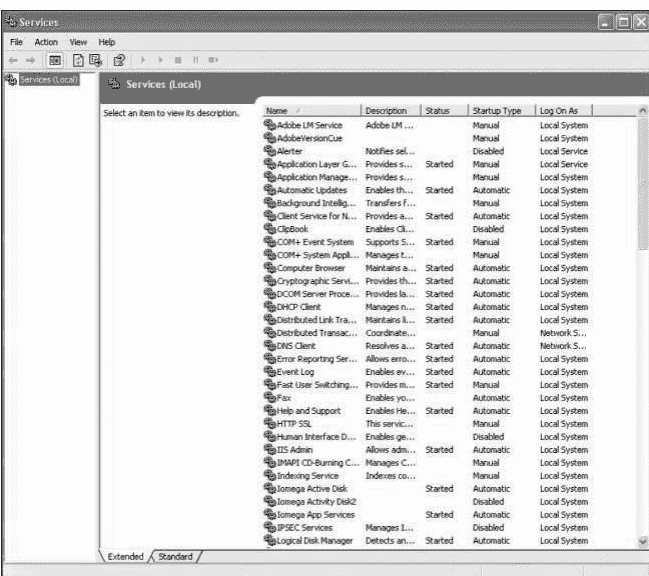 Services
File Action View Help
Services (Local)
Services (Local)
Select an item to view its description.
Name Description Status Startup Type Log On As
Adobe LM Service Adobe LM ... Manual Local System
AdobeVersionCue Manual Local System
Alerter Notifies sel... Disabled Local Service
Application Layer G... Provides s... Started Manual Local Service
Application Manage... Provides s... Manual Local System
Automatic Updates Enables th... Started Automatic Local System
Background Intellig... Transfers f... Manual Local System
Client Service for N... Provides a... Started Automatic Local System
ClipBook Enables Cli... Disabled Local System
COM+ Event System Supports S... Started Manual Local System
COM+ System Appli... Manages t... Manual Local System
Computer Browser Maintains a... Started Automatic Local System
Cryptographic Servi... Provides th... Started Automatic Local System
DCOM Server Proce... Provides la... Started Automatic Local System
DHCP Client Manages n... Started Automatic Local System
Distributed Link Tra... Maintains li... Started Automatic Local System
Distributed Transac... Coordinate... Manual Network S...
DNS Client Resolves a... Started Automatic Network S...
Error Reporting Ser... Allows erro... Started Automatic Local System
Event Log Enables ev... Started Automatic Local System
Fast User Switching... Provides m... Started Manual Local System
Fax Enables yo... Automatic Local System
Help and Support Enables He... Started Automatic Local System
HTTP SSL This servic... Manual Local System
Human Interface D... Enables ge... Disabled Local System
IIS Admin Allows adm... Started Automatic Local System
IMAPI CD-Burning C... Manages C... Manual Local System
Indexing Service Indexes co... Manual Local System
Iomega Active Disk Started Automatic Local System
Iomega Activity Disk2 Disabled Local System
Iomega App Services Started Automatic Local System
IPSEC Services Manages I... Disabled Local System
Logical Disk Manager Detects an... Started Automatic Local System
Extended Standard